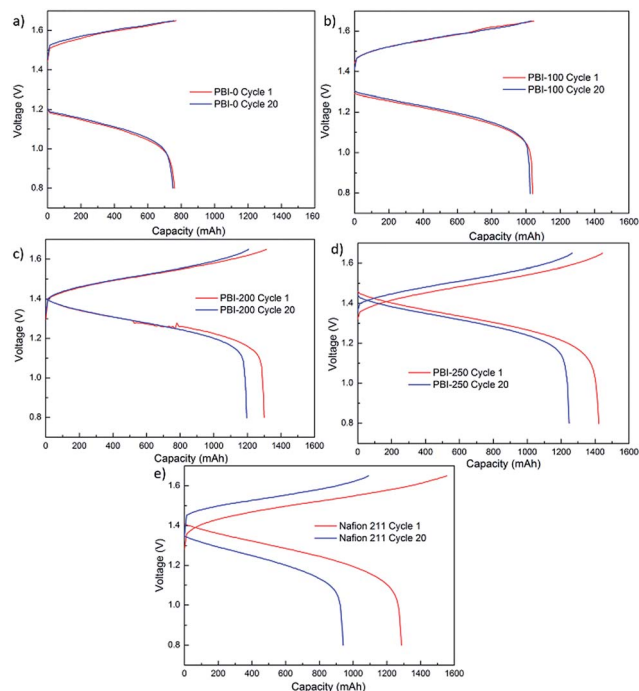 a)
1.8
1.6
1.4
1.2
1.0
0.8
Voltage (V)
PBI-0 Cycle 1
PBI-0 Cycle 20
0 200 400 600 800 1000 1200 1400 160
Capacity (mAh)
b)
1.6
1.4
1.2
1.0
0.8
Voltage (V)
PBI-100 Cycle 1
PBI-100 Cycle 20
0 200 400 600 800 1000 1200 1400 1600
Capacity (mAh)
c)
1.6
1.4
1.2
1.0
0.8
Voltage (V)
PBI-200 Cycle 1
PBI-200 Cycle 20
0 200 400 600 800 1000 1200 1400 1600
Capacity (mAh)
d)
1.6
1.4
1.2
1.0
0.8
Voltage (V)
PBI-250 Cycle 1
PBI-250 Cycle 20
0 200 400 600 800 1000 1200 1400 1600
Capacity (mAh)
e)
1.6
1.4
1.2
1.0
0.8
Voltage (V)
Nafion 211 Cycle 1
Nafion 211 Cycle 20
0 200 400 600 800 1000 1200 1400 1600
Capacity (mAh)